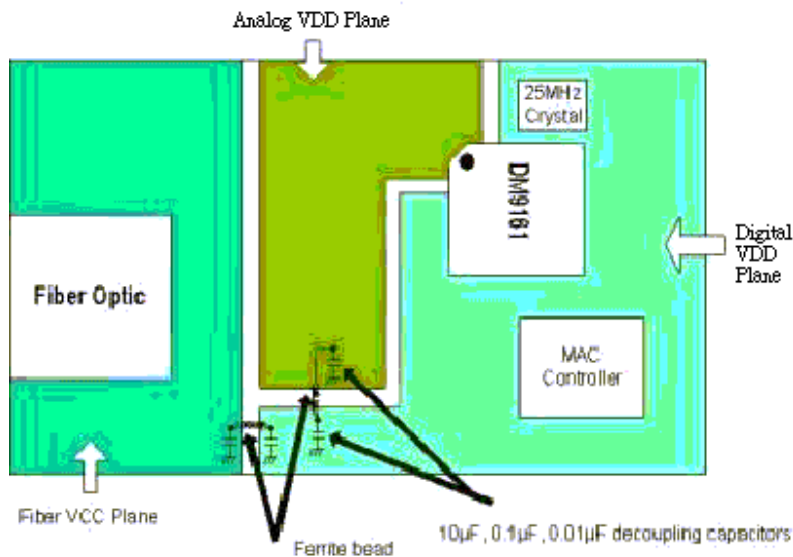 Analog VDD Plane
25MHz
Crystal
DM9161
Digital
VDD
Plane
Fiber Optic
MAC
Controller
Fiber VCC Plane
Ferrite bead
10µF, 0.1µF, 0.01µF decoupling capacitors